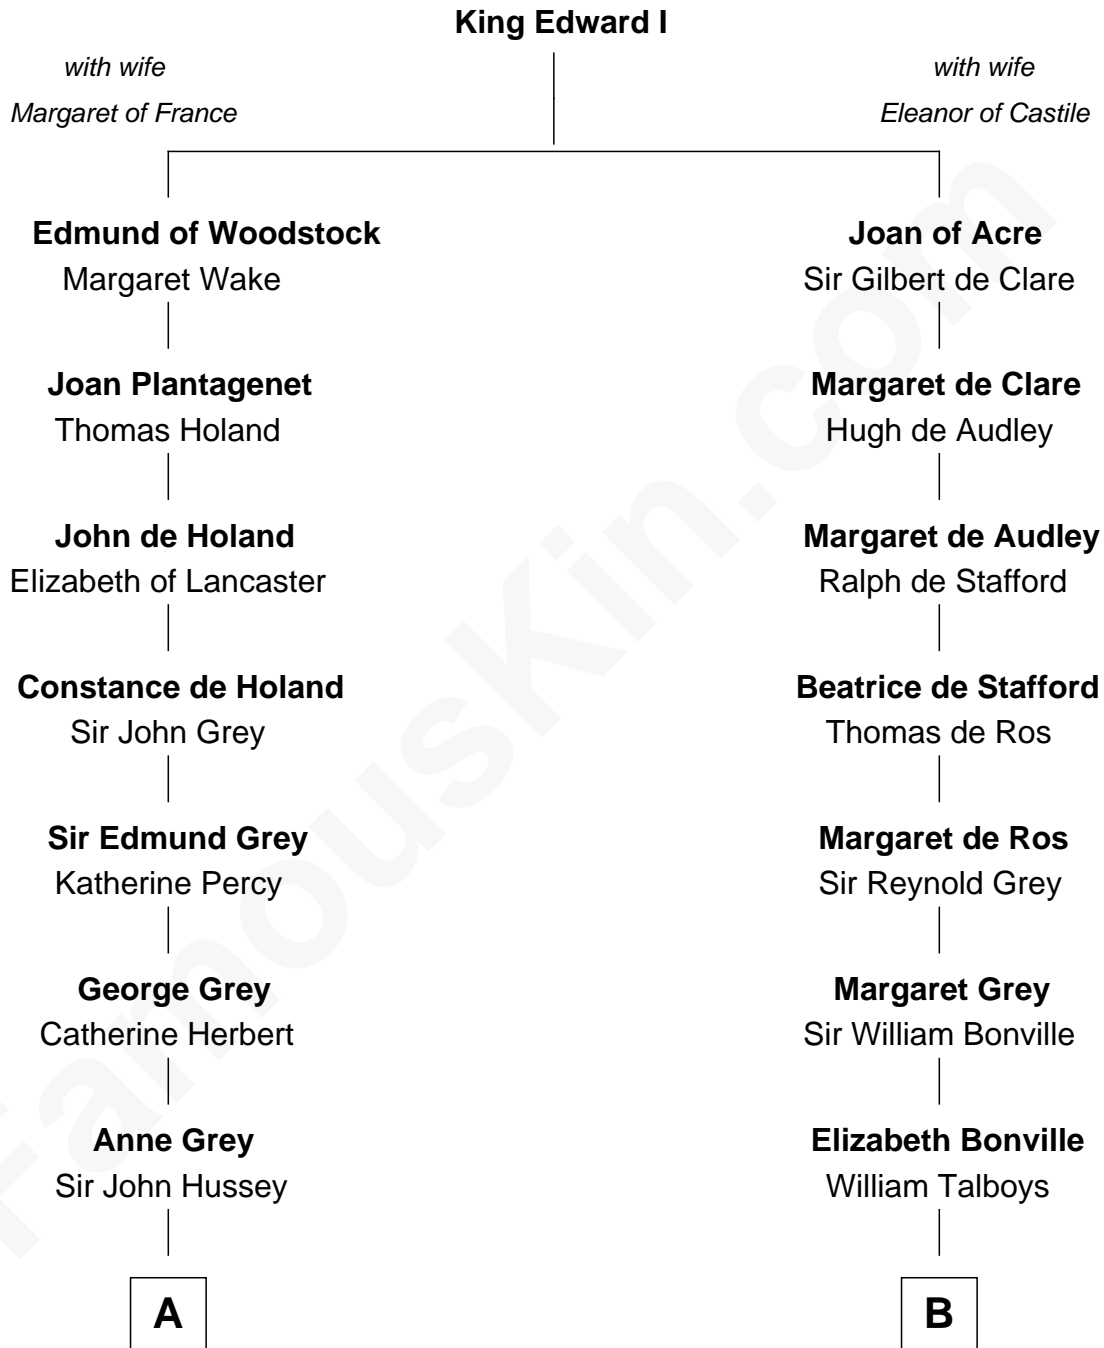 King Edward I
with wife
Margaret of France
with wife
Eleanor of Castile
Edmund of Woodstock
Margaret Wake
Joan of Acre
Sir Gilbert de Clare
Joan Plantagenet
Thomas Holand
Margaret de Clare
Hugh de Audley
John de Holand
Elizabeth of Lancaster
Margaret de Audley
Ralph de Stafford
Constance de Holand
Sir John Grey
Beatrice de Stafford
Thomas de Ros
Sir Edmund Grey
Katherine Percy
Margaret de Ros
Sir Reynold Grey
George Grey
Catherine Herbert
Margaret Grey
Sir William Bonville
Anne Grey
Sir John Hussey
Elizabeth Bonville
William Talboys
A
B
FamousKin.com